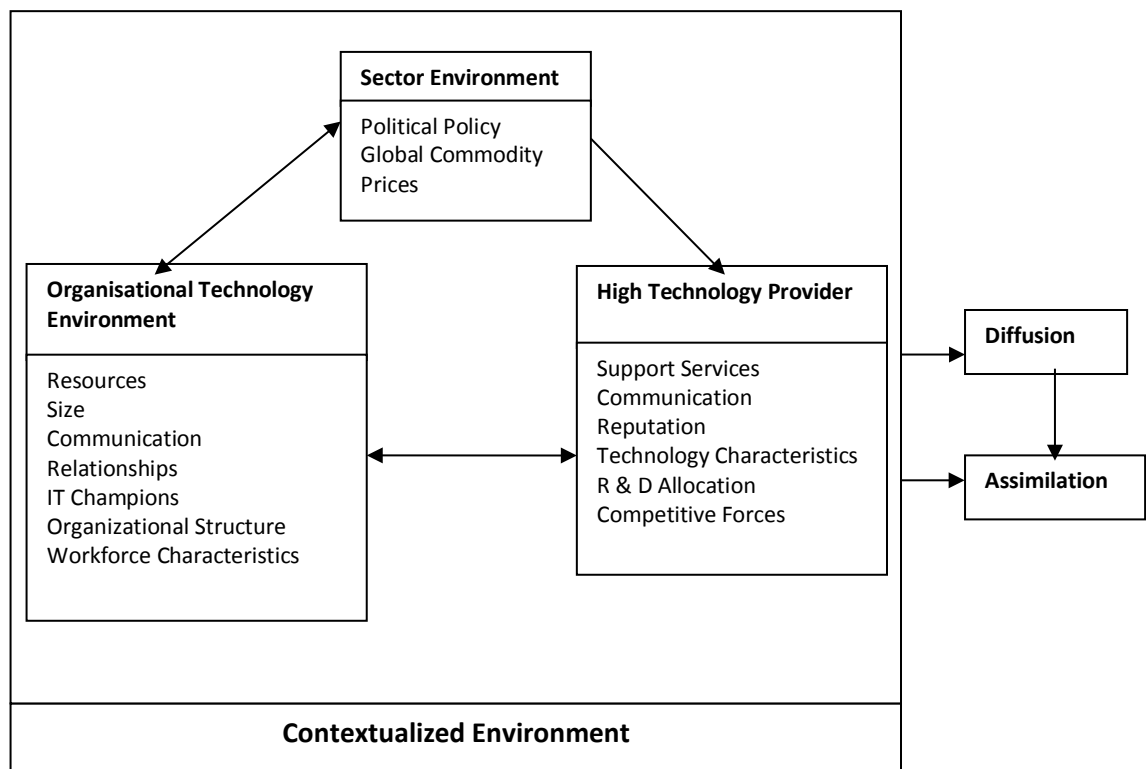 Sector Environment
Political Policy
Global Commodity
Prices
Organisational Technology
Environment
Resources
Size
Communication
Relationships
IT Champions
Organizational Structure
Workforce Characteristics
High Technology Provider
Support Services
Communication
Reputation
Technology Characteristics
R & D Allocation
Competitive Forces
Diffusion
Assimilation
Contextualized Environment